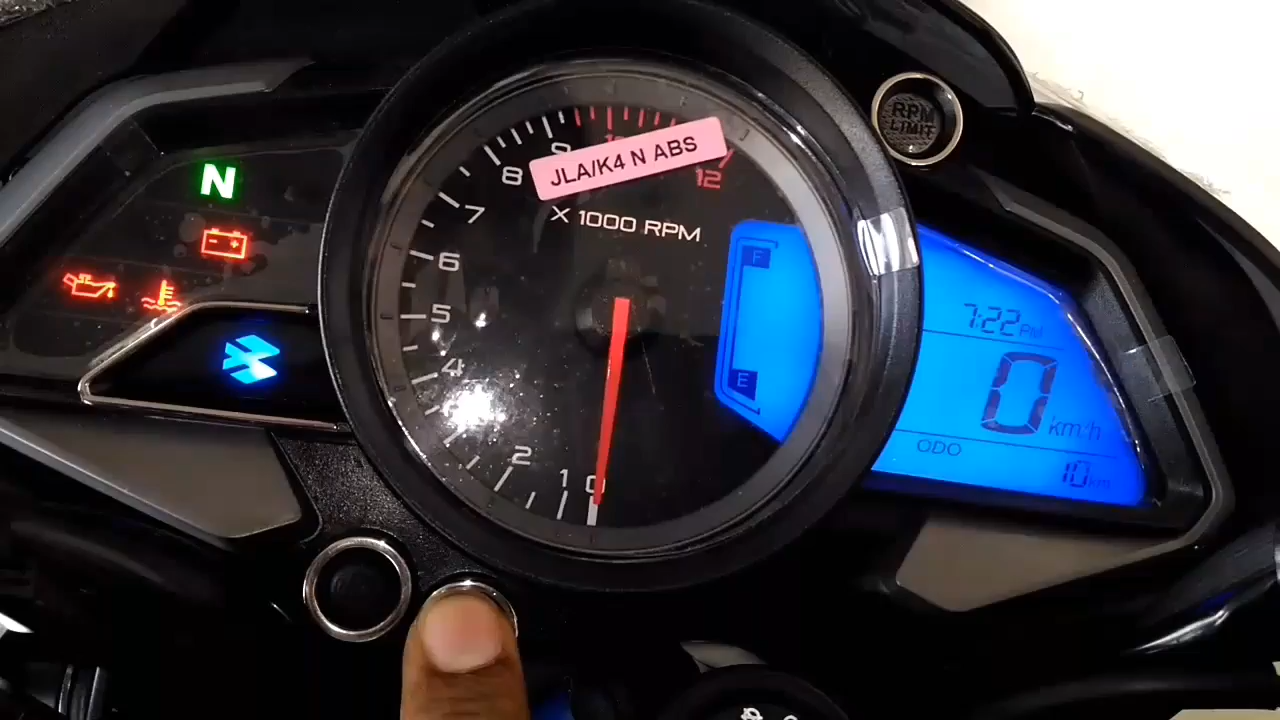 N
RPM
LIMIT
JLA/K4 N ABS
9
8
12
7
X 1000 RPM
6
5
4
2
1
0
F
E
7:22 PM
0 km/h
ODO
10 km